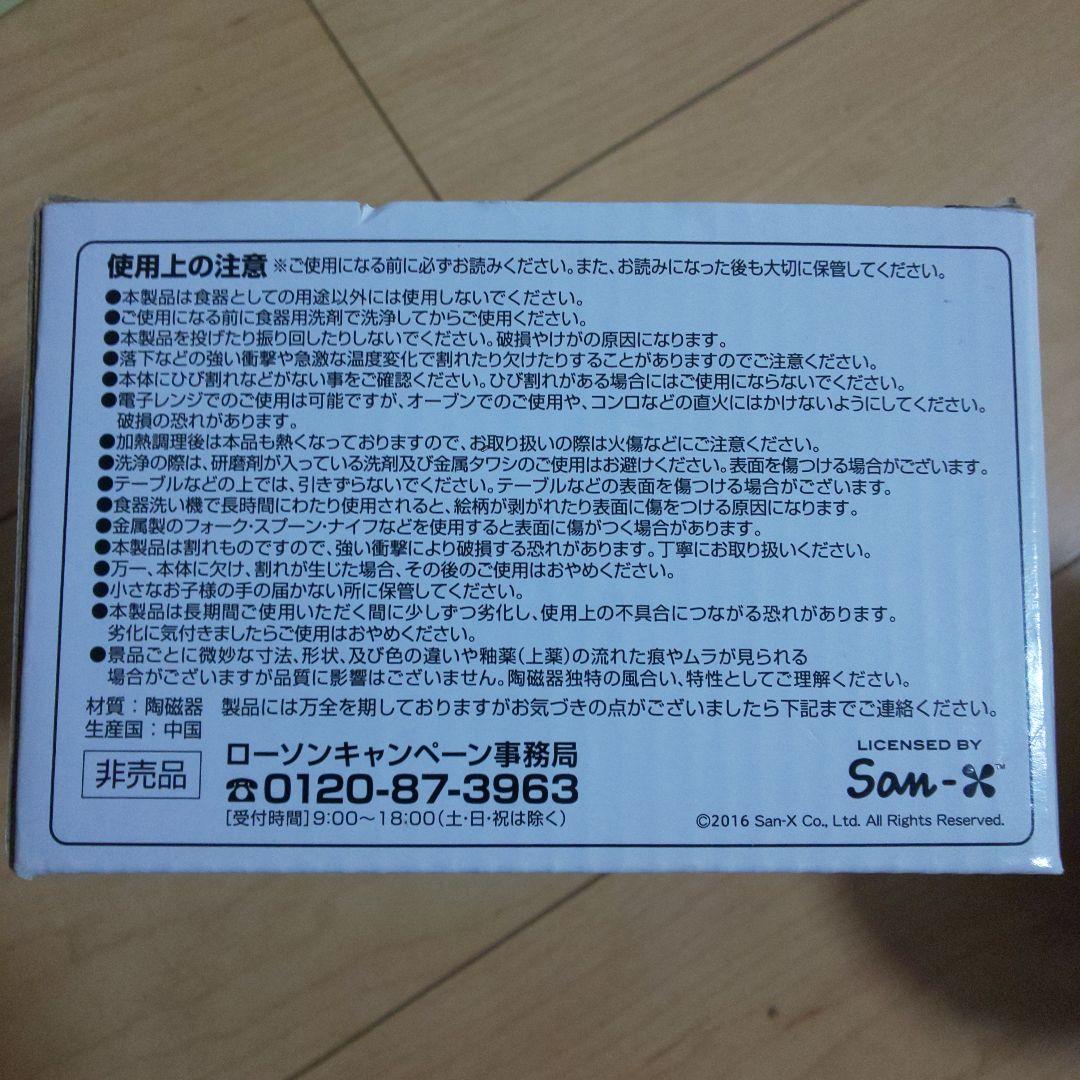 使用上の注意 ※ご使用になる前に必ずお読みください。また、お読みになった後も大切に保管してください。
●本製品は食器としての用途以外には使用しないでください。
●ご使用になる前に食器用洗剤で洗浄してからご使用ください。
●本製品を投げたり振り回したりしないでください。破損やけがの原因になります。
●落下などの強い衝撃や急激な温度変化で割れたり欠けたりすることがありますのでご注意ください。
●本体にひび割れなどがない事をご確認ください。ひび割れがある場合にはご使用にならないでください。
●電子レンジでのご使用は可能ですが、オーブンでのご使用や、コンロなどの直火にはかけないようにしてください。
破損の恐れがあります。
●加熱調理後は本品も熱くなっておりますので、お取り扱いの際は火傷などにご注意ください。
●洗浄の際は、研磨剤が入っている洗剤及び金属タワシのご使用はお避けください。表面を傷つける場合がございます。
●テーブルなどの上では、引きずらないでください。テーブルなどの表面を傷つける場合がございます。
●食器洗い機で長時間にわたり使用されると、絵柄が剥がれたり表面に傷をつける原因になります。
●金属製のフォーク・スプーン・ナイフなどを使用すると表面に傷がつく場合があります。
●本製品は割れものですので、強い衝撃により破損する恐れがあります。丁寧にお取り扱いください。
●万一、本体に欠け、割れが生じた場合、その後のご使用はおやめください。
●小さなお子様の手の届かない所に保管してください。
●本製品は長期間ご使用いただく間に少しずつ劣化し、使用上の不具合につながる恐れがあります。
劣化に気付きましたらご使用はおやめください。
●景品ごとに微妙な寸法、形状、及び色の違いや釉薬（上薬）の流れた痕やムラが見られる
場合がございますが品質に影響はございません。陶磁器独特の風合い、特性としてご理解ください。
材質：陶磁器 製品には万全を期しておりますがお気づきの点がございましたら下記までご連絡ください。
生産国：中国
非売品
ローソンキャンペーン事務局
☎0120-87-3963
［受付時間］9:00〜18:00（土・日・祝は除く）
LICENSED BY
San-X™
©2016 San-X Co., Ltd. All Rights Reserved.